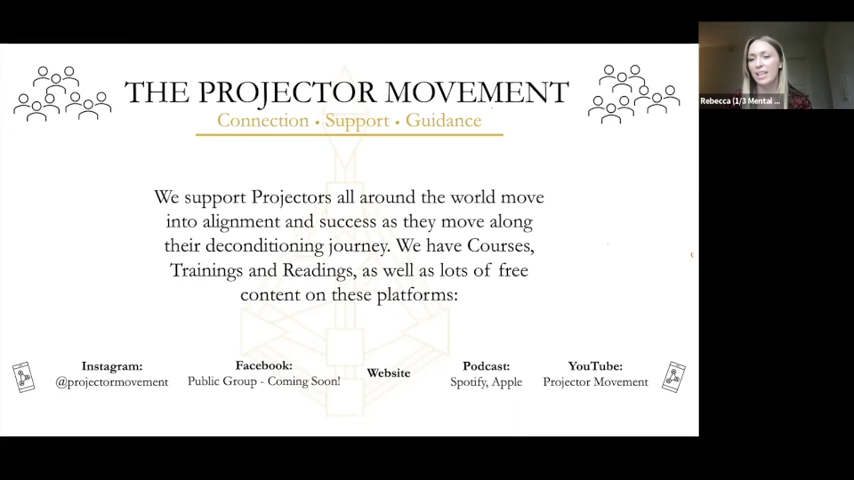 THE PROJECTOR MOVEMENT
Connection • Support • Guidance
We support Projectors all around the world move
into alignment and success as they move along
their deconditioning journey. We have Courses,
Trainings and Readings, as well as lots of free
content on these platforms:
Instagram:
@projectormovement
Facebook:
Public Group - Coming Soon!
Website
Podcast:
Spotify, Apple
YouTube:
Projector Movement
Rebecca (1/3 Mental ...